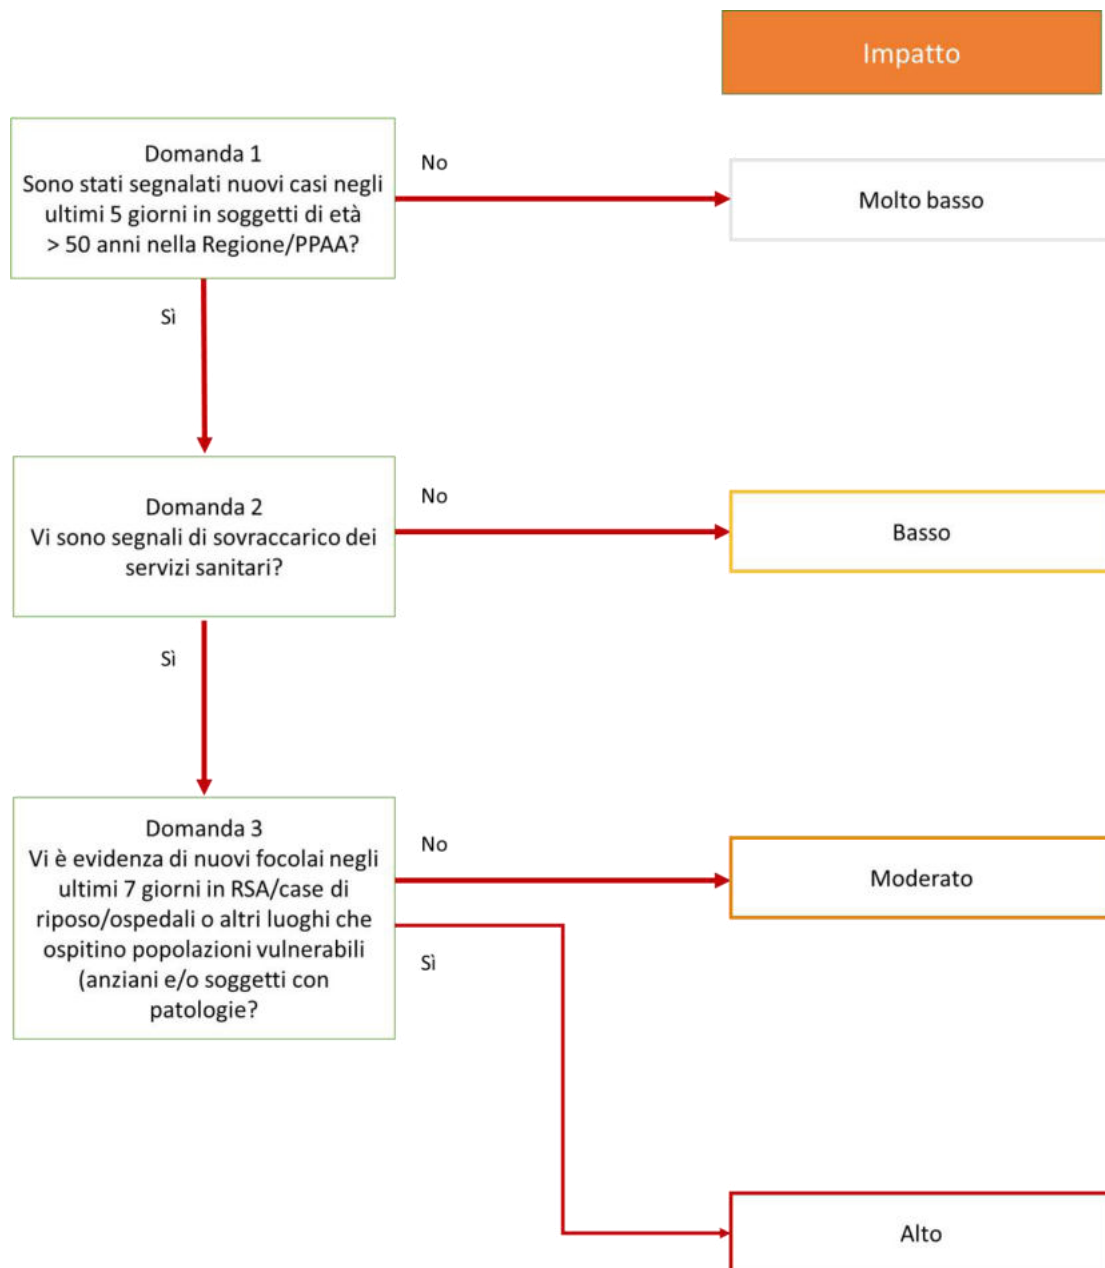 Impatto
Domanda 1
Sono stati segnalati nuovi casi negli
ultimi 5 giorni in soggetti di età
> 50 anni nella Regione/PPAA?
No
Molto basso
Sì
Domanda 2
Vi sono segnali di sovraccarico dei
servizi sanitari?
No
Basso
Sì
Domanda 3
Vi è evidenza di nuovi focolai negli
ultimi 7 giorni in RSA/case di
riposo/ospedali o altri luoghi che
ospitino popolazioni vulnerabili
(anziani e/o soggetti con
patologie?
No
Moderato
Sì
Alto